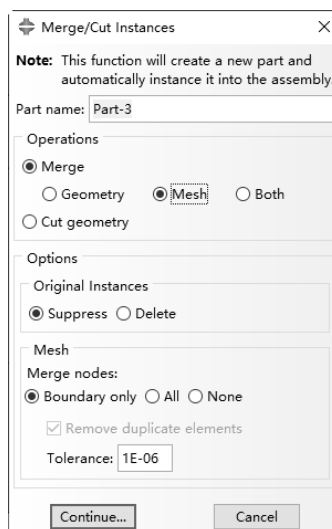 Merge/Cut Instances
Note: This function will create a new part and
automatically instance it into the assembly
Part name: Part-3
Operations
Merge
Geometry Mesh Both
Cut geometry
Options
Original Instances
Suppress Delete
Mesh
Merge nodes:
Boundary only All None
Remove duplicate elements
Tolerance: 1E-06
Continue... Cancel